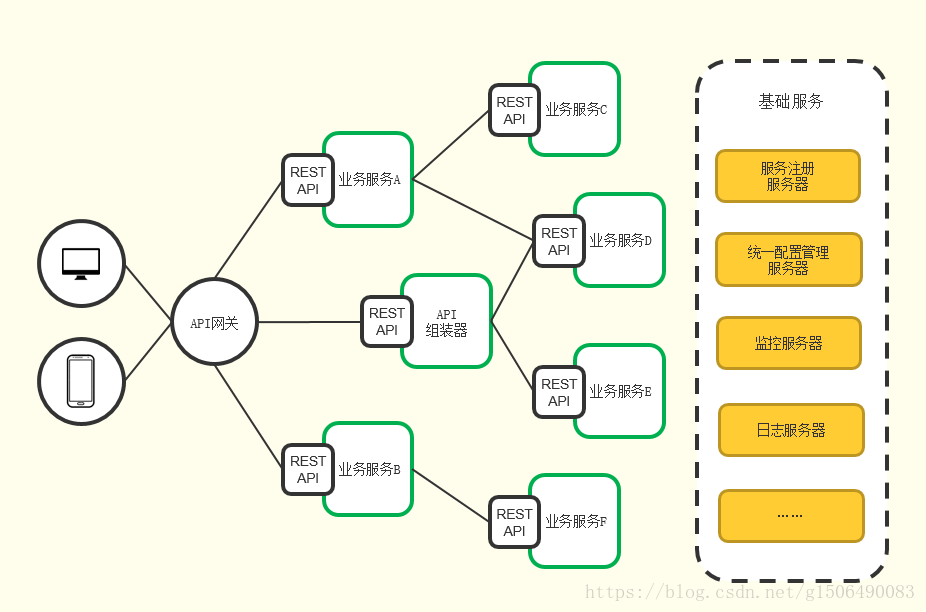 API网关
REST
API
业务服务A
REST
API
API
组装器
REST
API
业务服务B
REST
API
业务服务C
REST
API
业务服务D
REST
API
业务服务E
REST
API
业务服务F
基础服务
服务注册
服务器
统一配置管理
服务器
监控服务器
日志服务器
……
https://blog.csdn.net/g1506490083